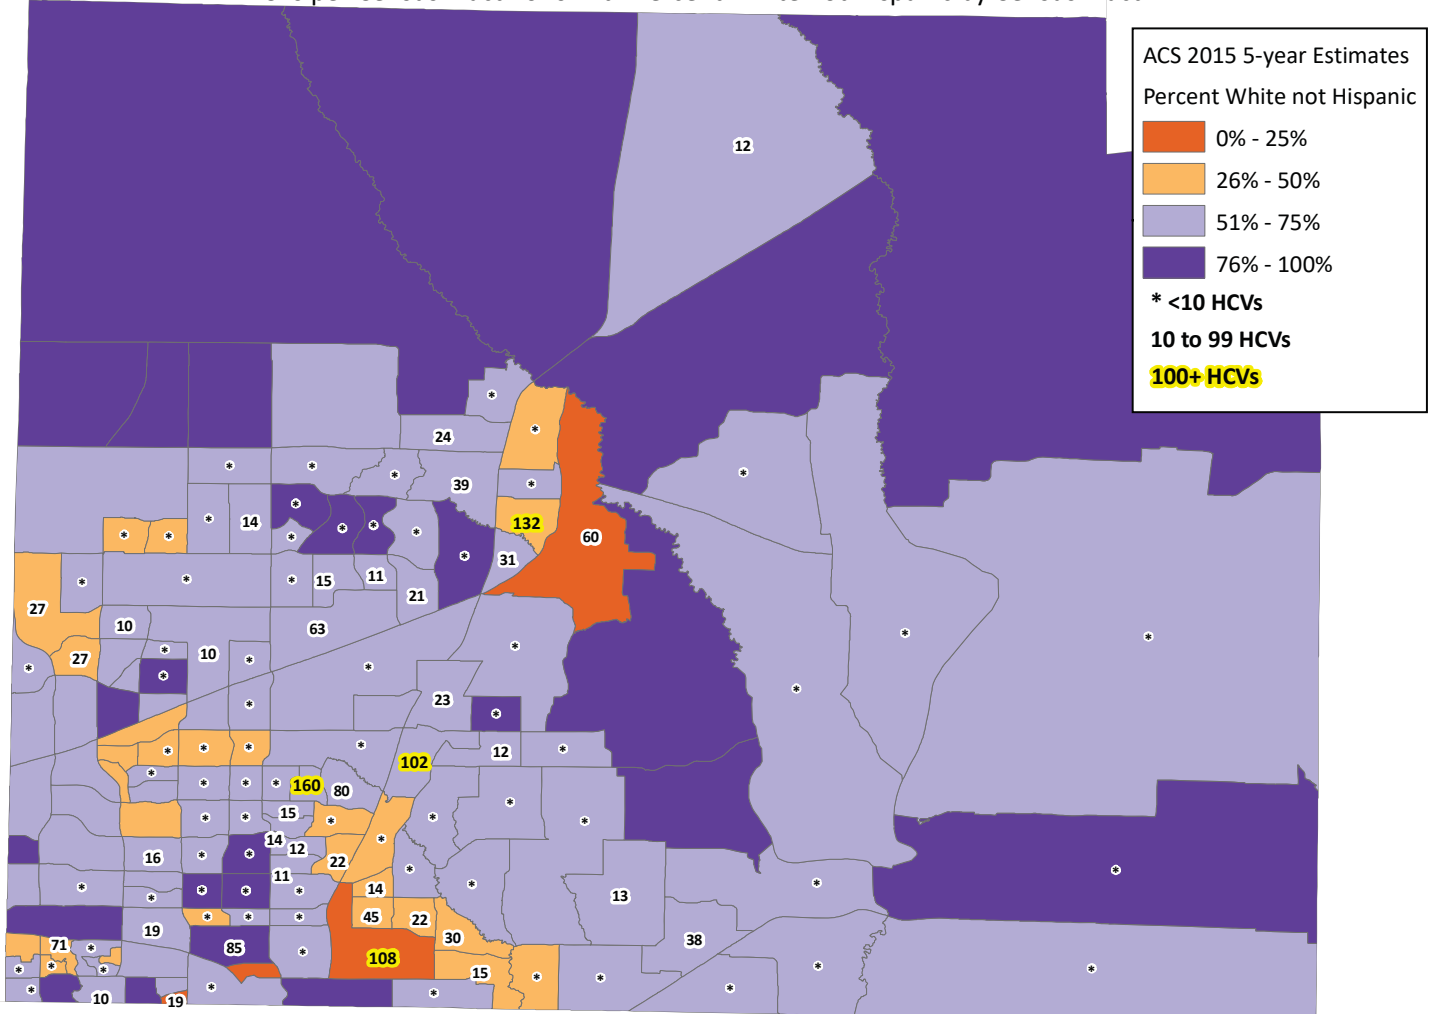 ACS 2015 5-year Estimates
Percent White not Hispanic
0% - 25%
26% - 50%
51% - 75%
76% - 100%
* <10 HCVs
10 to 99 HCVs
100+ HCVs
12
*
24 *
* * * 39 *
* 14 * * * * * 132 60
* * * 31
27 * * * 15 11 21
10 63
* 27 * 10 * * *
* * 23 *
* * * * 102 12 *
* * * * 160 80 *
* * 15 * * * *
16 * * 14 12 22 * *
* * * * 11 * 14 * 13 * *
19 * * * 45 22 30 38
71 * 85 * 108
* * * 15 * * * *
* 10 19 * * *